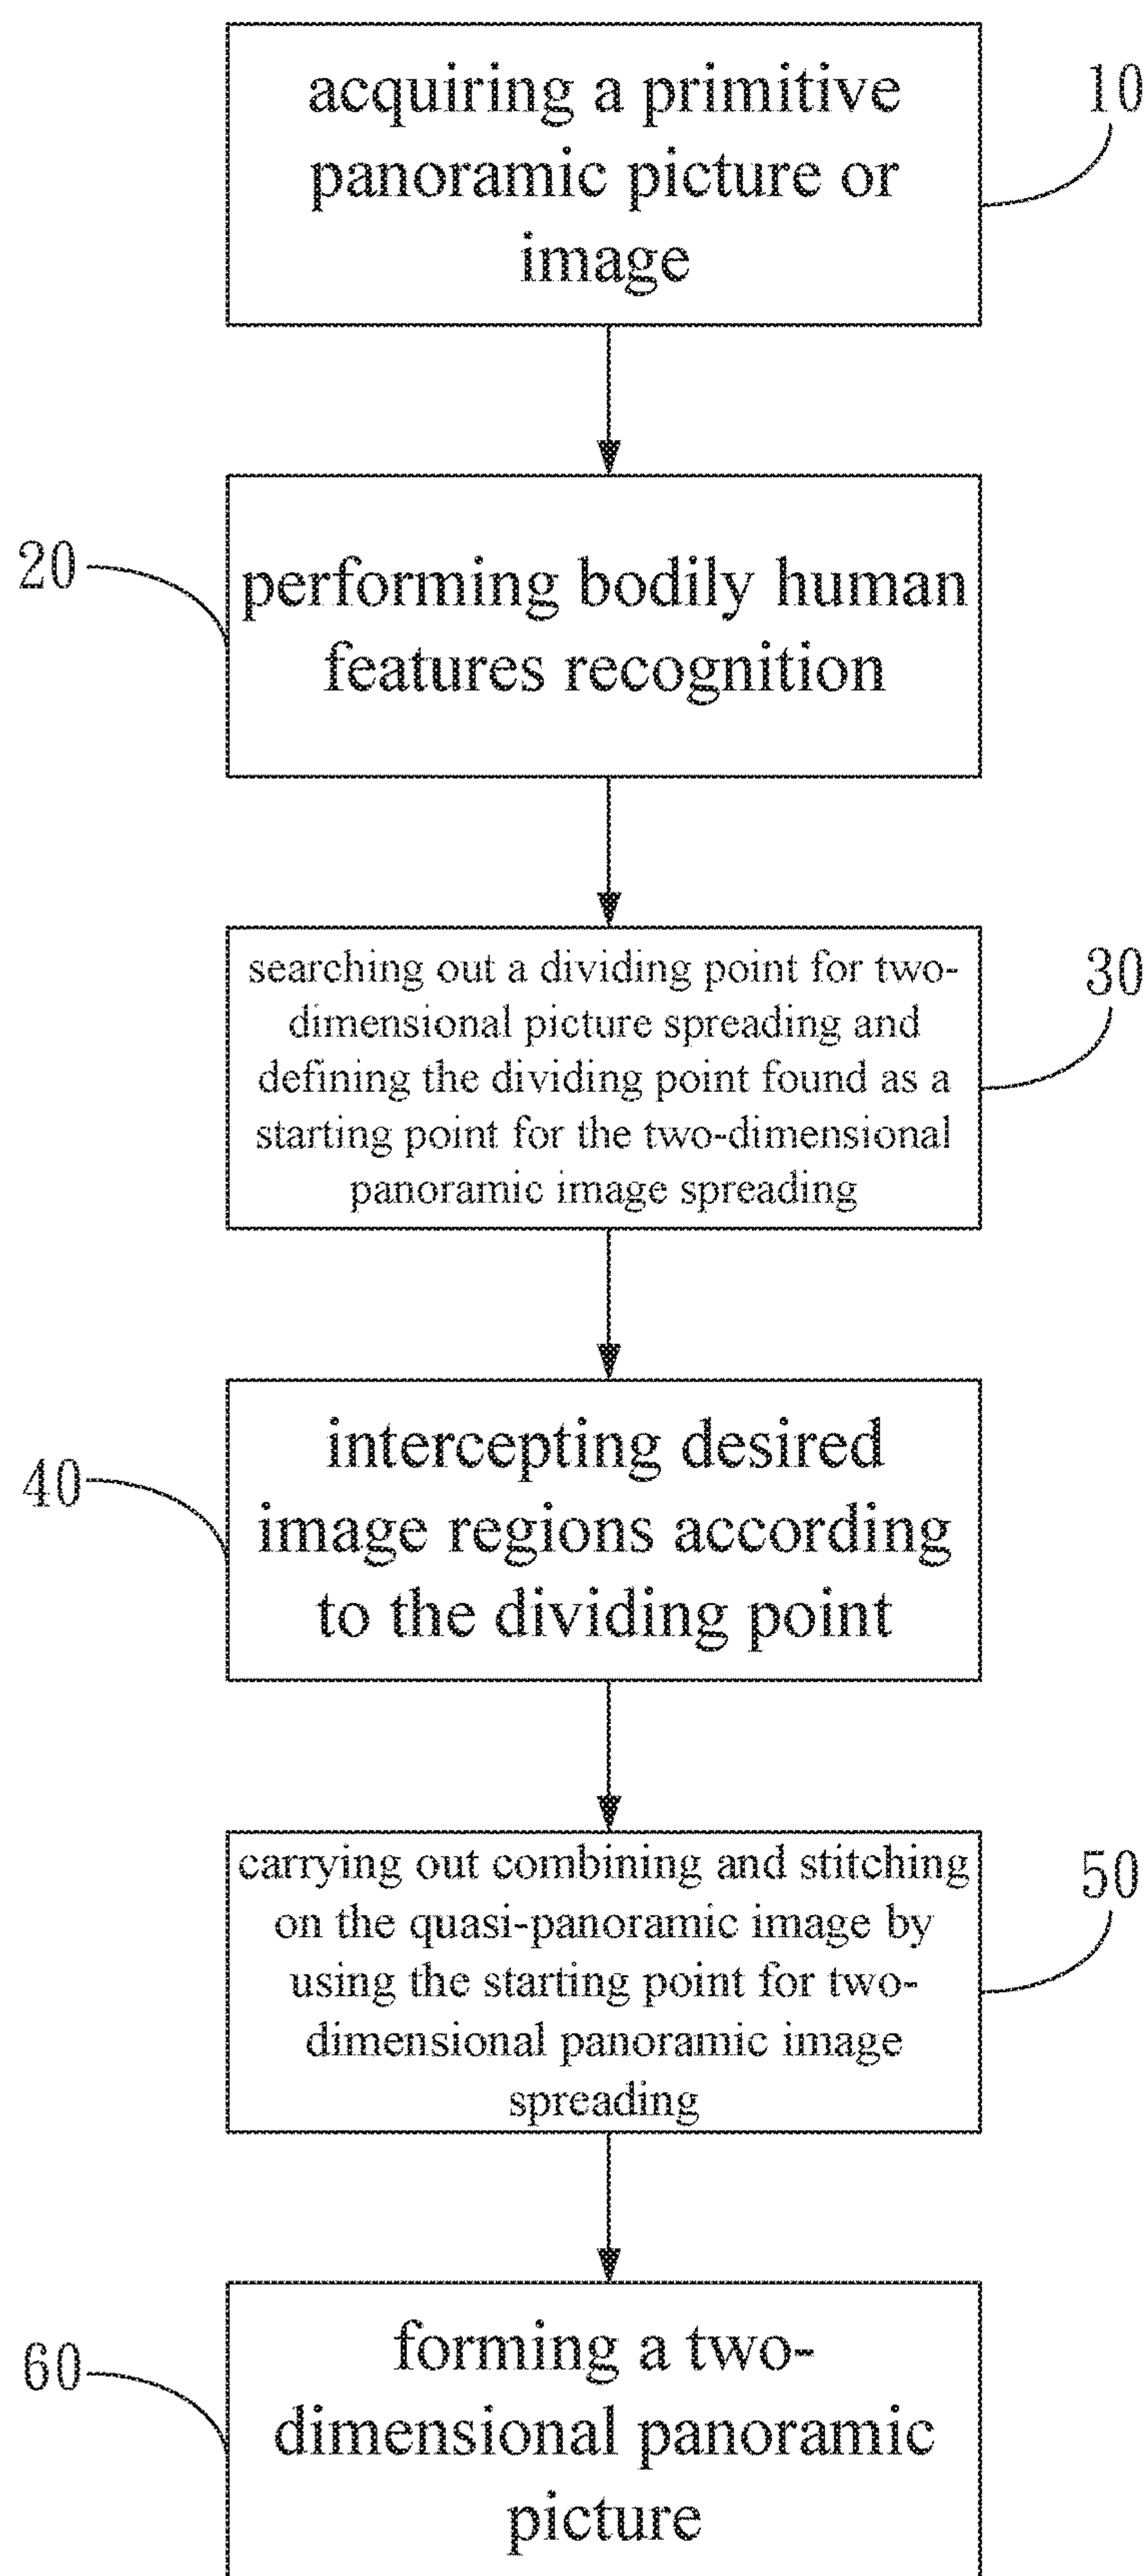 acquiring a primitive
panoramic picture or
image
10
20
performing bodily human
features recognition
searching out a dividing point for two-
dimensional picture spreading and
defining the dividing point found as a
starting point for the two-dimensional
panoramic image spreading
30
40
intercepting desired
image regions according
to the dividing point
carrying out combining and stitching
on the quasi-panoramic image by
using the starting point for two-
dimensional panoramic image
spreading
50
60
forming a two-
dimensional panoramic
picture